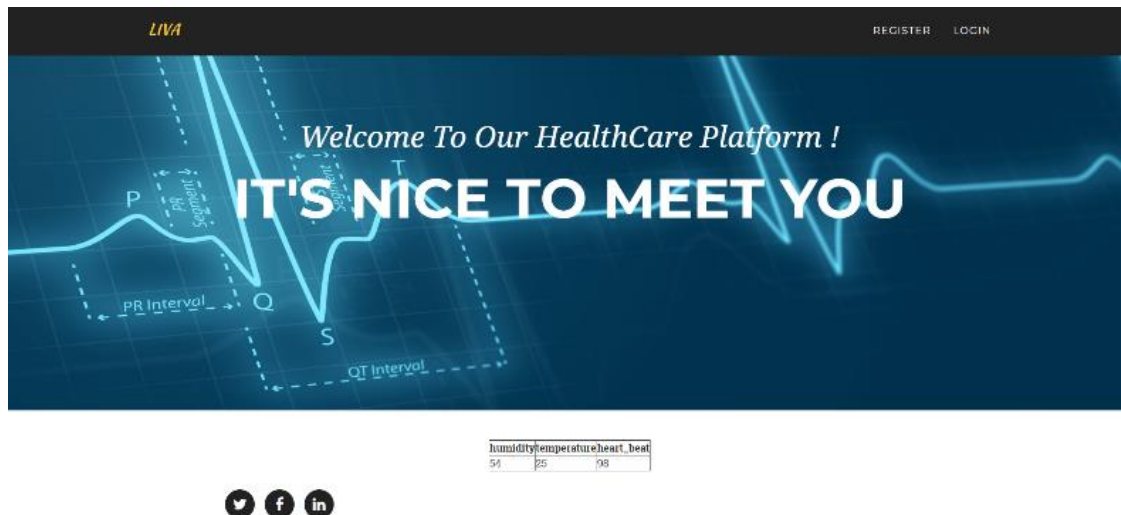 LIVA
REGISTER LOGIN
Welcome To Our HealthCare Platform !
IT'S NICE TO MEET YOU
P
PR
Segment
Segment
T
PR Interval
Q
S
QT Interval
humidity temperature heart_beat
54 25 98